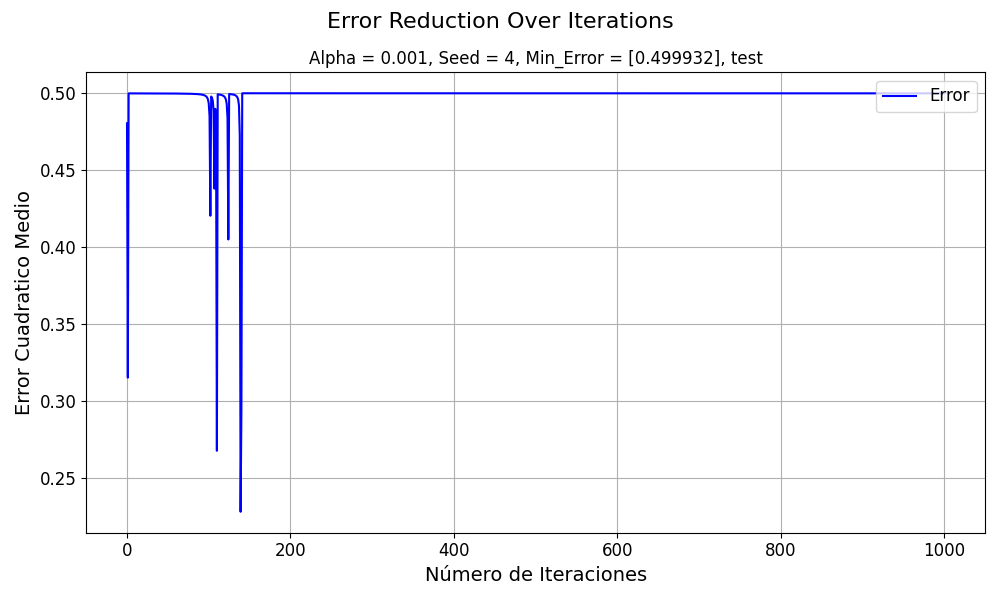 Error Reduction Over Iterations
Alpha = 0.001, Seed = 4, Min_Error = [0.499932], test
Error
0.50
0.45
0.40
0.35
0.30
0.25
Error Cuadratico Medio
0 200 400 600 800 1000
Número de Iteraciones